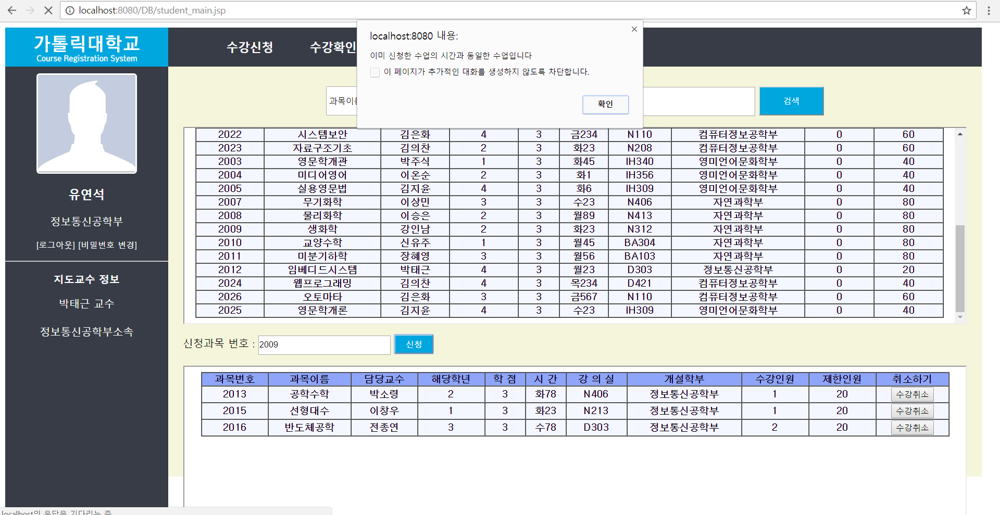 localhost:8080/DB/student_main.jsp
가톨릭대학교
Course Registration System
수강신청 수강확인
localhost:8080 내용:
이미 신청한 수업의 시간과 동일한 수업입니다
이 페이지가 추가적인 대화를 생성하지 않도록 차단합니다.
확인
유연석
정보통신공학부
[로그아웃] [비밀번호 변경]
지도교수 정보
박태근 교수
정보통신공학부소속
과목이름 검색
2022 시스템보안 김은화 4 3 금234 N110 컴퓨터정보공학부 0 60
2023 자료구조기초 김의찬 2 3 화23 N208 컴퓨터정보공학부 0 60
2003 영문학개관 박주식 1 3 화45 IH340 영미언어문화학부 0 40
2004 미디어영어 이온순 2 3 화1 IH356 영미언어문화학부 0 40
2005 실용영문법 김지윤 4 3 화6 IH309 영미언어문화학부 0 40
2007 무기화학 이상민 3 3 수23 N406 자연과학부 0 80
2008 물리화학 이승은 2 3 월89 N413 자연과학부 0 80
2009 생화학 강인남 2 3 화23 N312 자연과학부 0 80
2010 교양수학 신유주 1 3 월45 BA304 자연과학부 0 80
2011 미분기하학 장혜영 3 3 월56 BA103 자연과학부 0 80
2012 임베디드시스템 박태근 4 3 월23 D303 정보통신공학부 0 20
2024 웹프로그래밍 김의찬 4 3 목234 D421 컴퓨터정보공학부 0 40
2026 오토마타 김은화 3 3 금567 N110 컴퓨터정보공학부 0 60
2025 영문학개론 김지윤 4 3 수23 IH309 영미언어문화학부 0 40
신청과목 번호 : 2009 신청
과목번호 과목이름 담당교수 해당학년 학 점 시 간 강 의 실 개설학부 수강인원 제한인원 취소하기
2013 공학수학 박소령 2 3 화78 N406 정보통신공학부 1 20 수강취소
2015 선형대수 이창우 1 3 화23 N213 정보통신공학부 1 20 수강취소
2016 반도체공학 전종연 3 3 수78 D303 정보통신공학부 2 20 수강취소
localhost의 응답을 기다리는 중